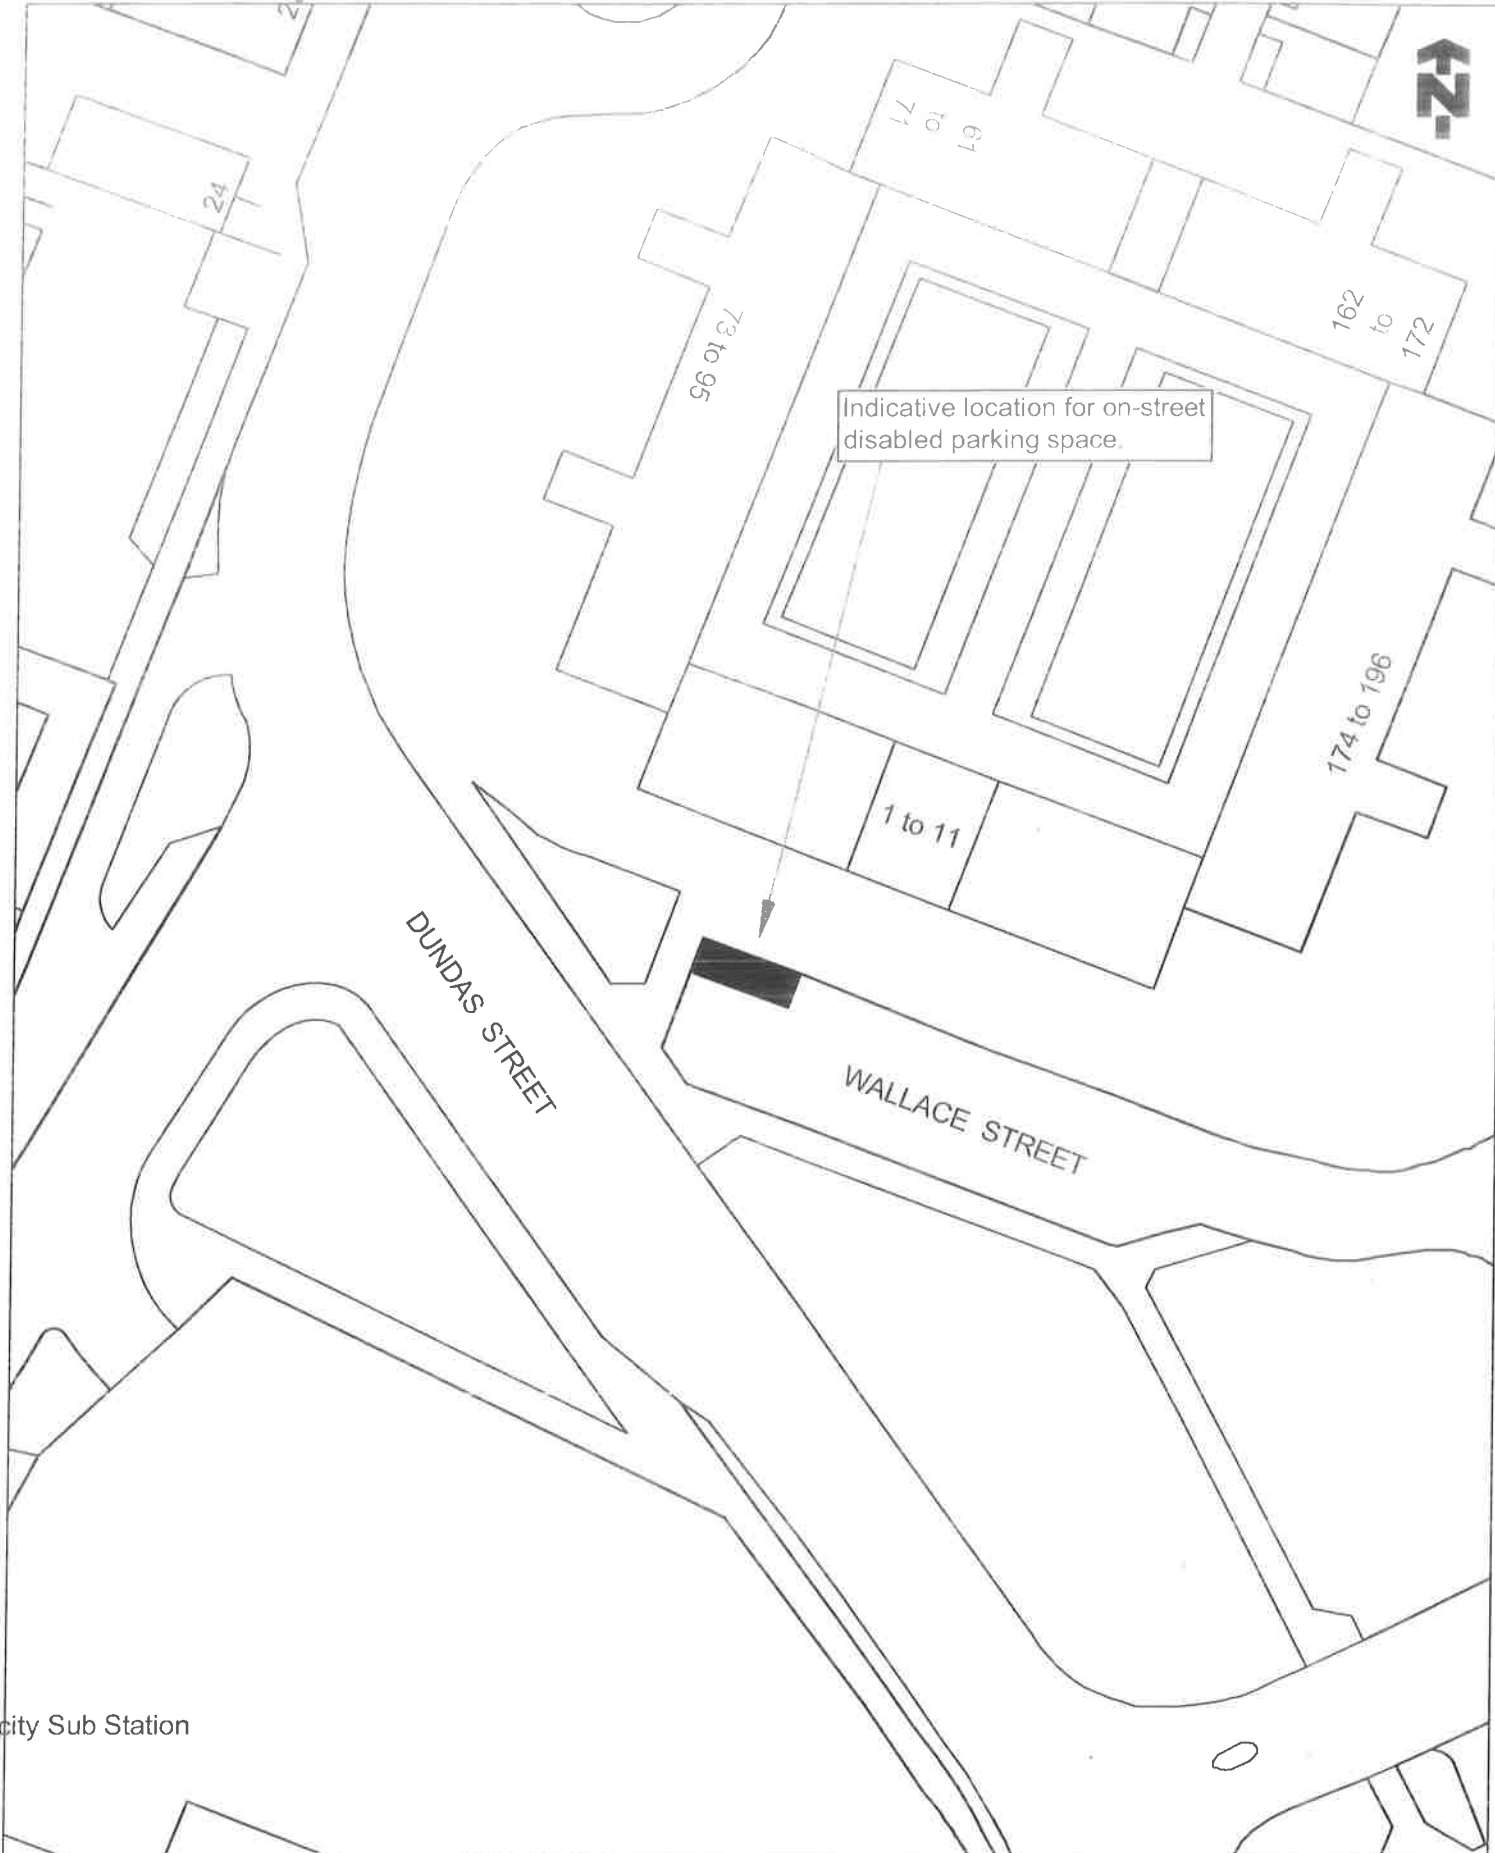 N
24
71
to
61
73 to 95
162
to
172
Indicative location for on-street
disabled parking space.
174 to 196
1 to 11
DUNDAS STREET
WALLACE STREET
city Sub Station